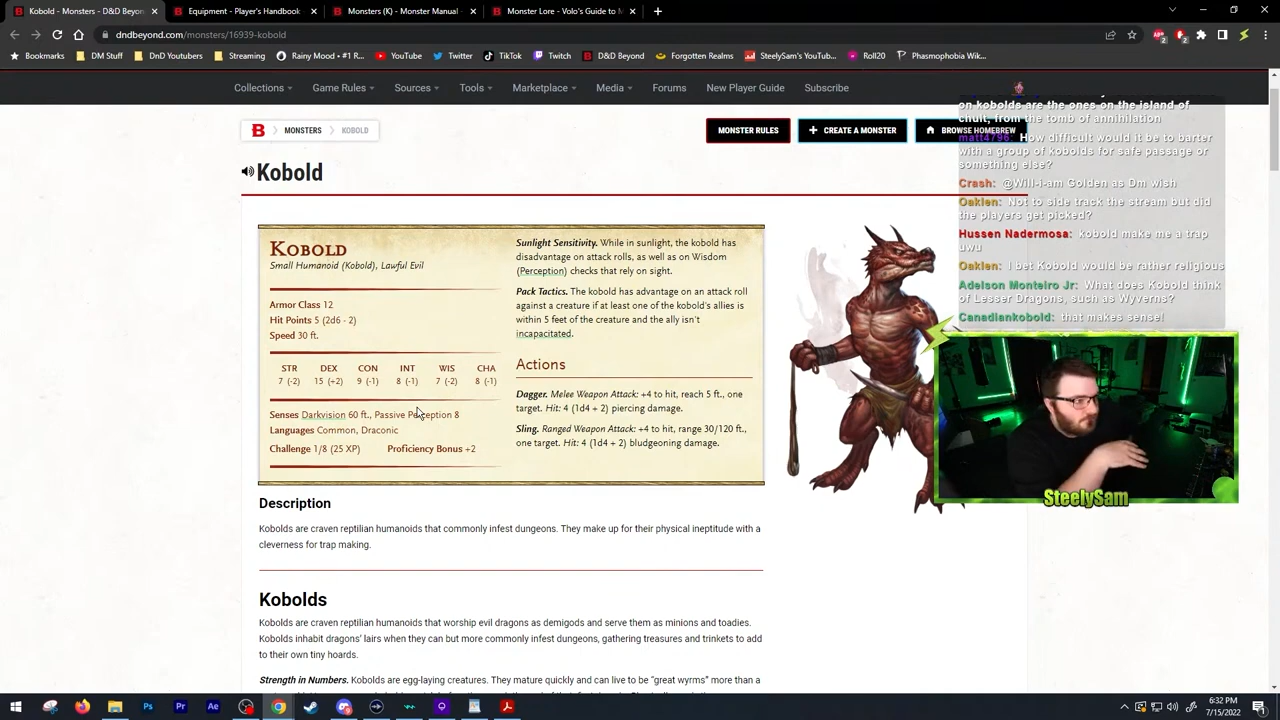 Kobold - Monsters - D&D Beyond
Equipment - Player's Handbook
Monsters (K) - Monster Manual
Monster Lore - Volo's Guide to M
dndbeyond.com/monsters/16939-kobold
Bookmarks
DM Stuff
DnD Youtubers
Streaming
Rainy Mood • #1 R...
YouTube
Twitter
TikTok
Twitch
D&D Beyond
Forgotten Realms
SteelySam's YouTub...
Roll20
Phasmophobia Wik...
Collections
Game Rules
Sources
Tools
Marketplace
Media
Forums
New Player Guide
Subscribe
MONSTERS
KOBOLD
MONSTER RULES
CREATE A MONSTER
BROWSE HOMEBREW
Kobold
KOBOLD
Small Humanoid (Kobold), Lawful Evil
Armor Class 12
Hit Points 5 (2d6 - 2)
Speed 30 ft.
STR DEX CON INT WIS CHA
7 (-2) 15 (+2) 9 (-1) 8 (-1) 7 (-2) 8 (-1)
Senses Darkvision 60 ft., Passive Perception 8
Languages Common, Draconic
Challenge 1/8 (25 XP) Proficiency Bonus +2
Sunlight Sensitivity. While in sunlight, the kobold has
disadvantage on attack rolls, as well as on Wisdom
(Perception) checks that rely on sight.
Pack Tactics. The kobold has advantage on an attack roll
against a creature if at least one of the kobold's allies is
within 5 feet of the creature and the ally isn't
incapacitated.
Actions
Dagger. Melee Weapon Attack: +4 to hit, reach 5 ft., one
target. Hit: 4 (1d4 + 2) piercing damage.
Sling. Ranged Weapon Attack: +4 to hit, range 30/120 ft.,
one target. Hit: 4 (1d4 + 2) bludgeoning damage.
Description
Kobolds are craven reptilian humanoids that commonly infest dungeons. They make up for their physical ineptitude with a
cleverness for trap making.
Kobolds
Kobolds are craven reptilian humanoids that worship evil dragons as demigods and serve them as minions and toadies.
Kobolds inhabit dragons' lairs when they can but more commonly infest dungeons, gathering treasures and trinkets to add
to their own tiny hoards.
Strength in Numbers. Kobolds are egg-laying creatures. They mature quickly and can live to be "great wyrms" more than a
on kobolds are the ones on the island of
chult, from the tomb of annihilation
matt4796: How difficult would it be to barter
with a group of kobolds for safe passage or
something else?
Crash: @Will-i-am Golden as Dm wish
Oaklen: Not to side track the stream but did
the players get picked?
Hussen Nadermosa: kobold make me a trap
uwu
Oaklen: I bet Kobold would be rather religious
Adelson Monteiro Jr: What does Kobold think
of Lesser Dragons, such as Wyverns?
Canadiankobold: that makes sense!
SteelySam
6:32 PM
7/15/2022